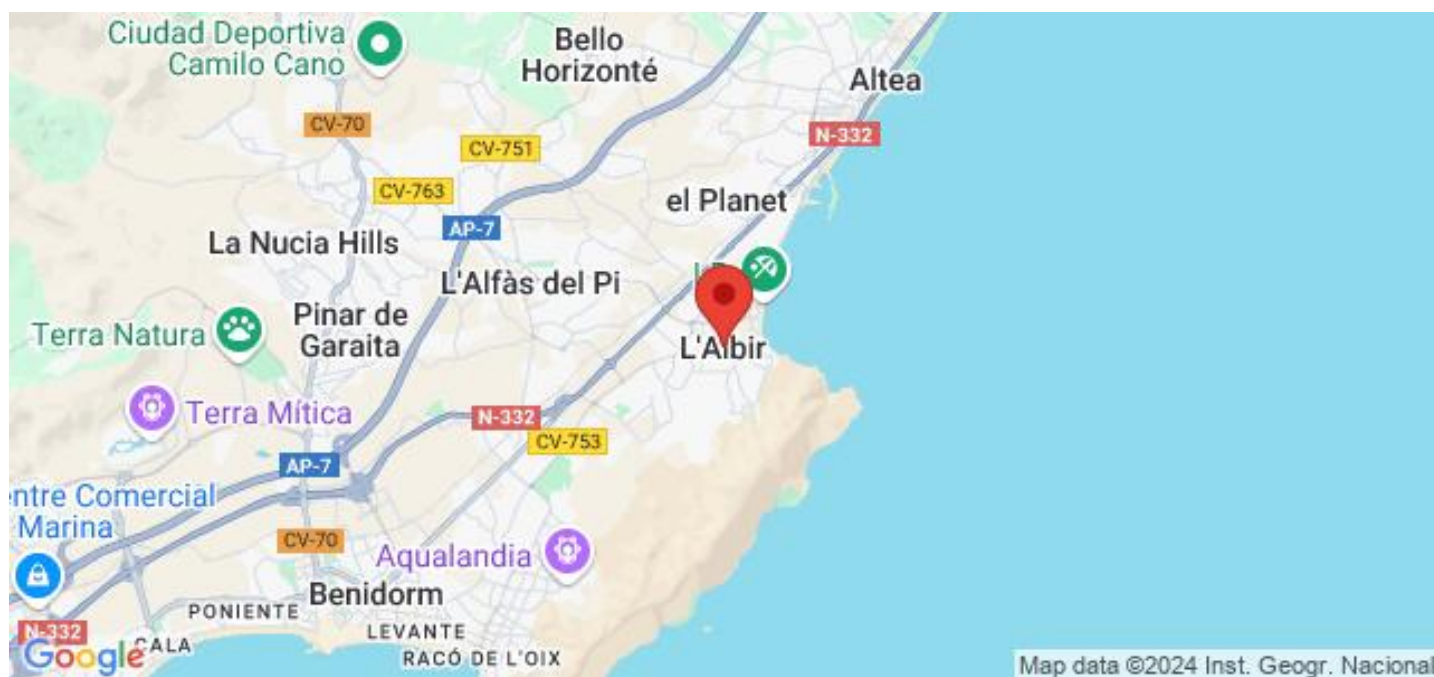 Ciudad Deportiva
Camilo Cano
Bello
Horizonté
Altea
CV-70
N-332
CV-751
CV-763
el Planet
AP-7
La Nucia Hills
L'Alfàs del Pi
Pinar de
Garaita
Terra Natura
L'Albir
Terra Mítica
N-332
CV-753
AP-7
entre Comercial
Marina
CV-70
Aqualandia
Benidorm
PONIENTE
LEVANTE
N-332
CALA
RACÓ DE L'OIX
Google
Map data ©2024 Inst. Geogr. Nacional